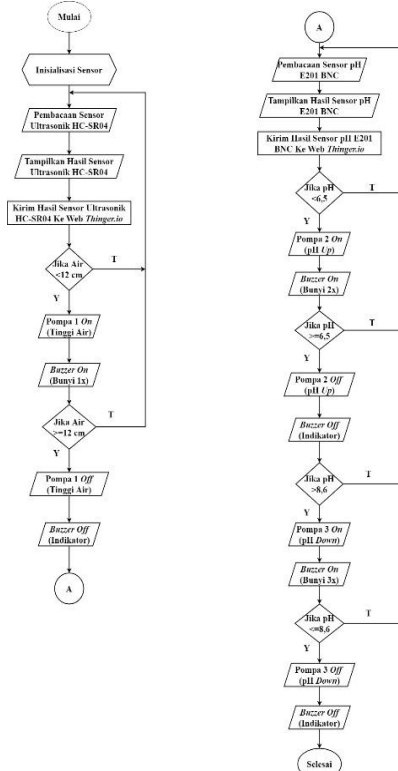 Mulai
Inisialisasi Sensor
Pembacaan Sensor
Ultrasonik HC-SR04
Tampilkan Hasil Sensor
Ultrasonik HC-SR04
Kirim Hasil Sensor Ultrasonik
HC-SR04 Ke Web Thinger.io
Jika Air
<12 cm
T
Y
Pompa 1 On
(Tinggi Air)
Buzzer On
(Bunyi 1x)
Jika Air
>=12 cm
T
Y
Pompa 1 Off
(Tinggi Air)
Buzzer Off
(Indikator)
A
A
Pembacaan Sensor pH
E201 BNC
Tampilkan Hasil Sensor pH
E201 BNC
Kirim Hasil Sensor pH E201
BNC Ke Web Thinger.io
Jika pH
<6,5
T
Y
Pompa 2 On
(pH Up)
Buzzer On
(Bunyi 2x)
Jika pH
>=6,5
T
Y
Pompa 2 Off
(pH Up)
Buzzer Off
(Indikator)
Jika pH
>8,6
T
Y
Pompa 3 On
(pH Down)
Buzzer On
(Bunyi 3x)
Jika pH
<=8,6
T
Y
Pompa 3 Off
(pH Down)
Buzzer Off
(Indikator)
Selesai